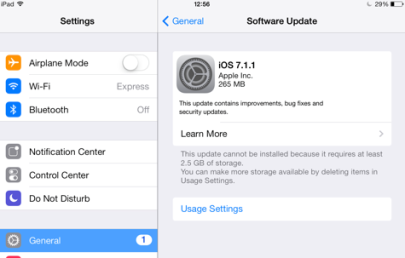 iPad 12:56 29%
Settings
Airplane Mode
Wi-Fi Express
Bluetooth Off
Notification Center
Control Center
Do Not Disturb
General 1
General Software Update
iOS 7.1.1
Apple Inc.
265 MB
This update contains improvements, bug fixes and
security updates.
Learn More
This update cannot be installed because it requires at least
2.5 GB of storage.
You can make more storage available by deleting items in
Usage Settings.
Usage Settings